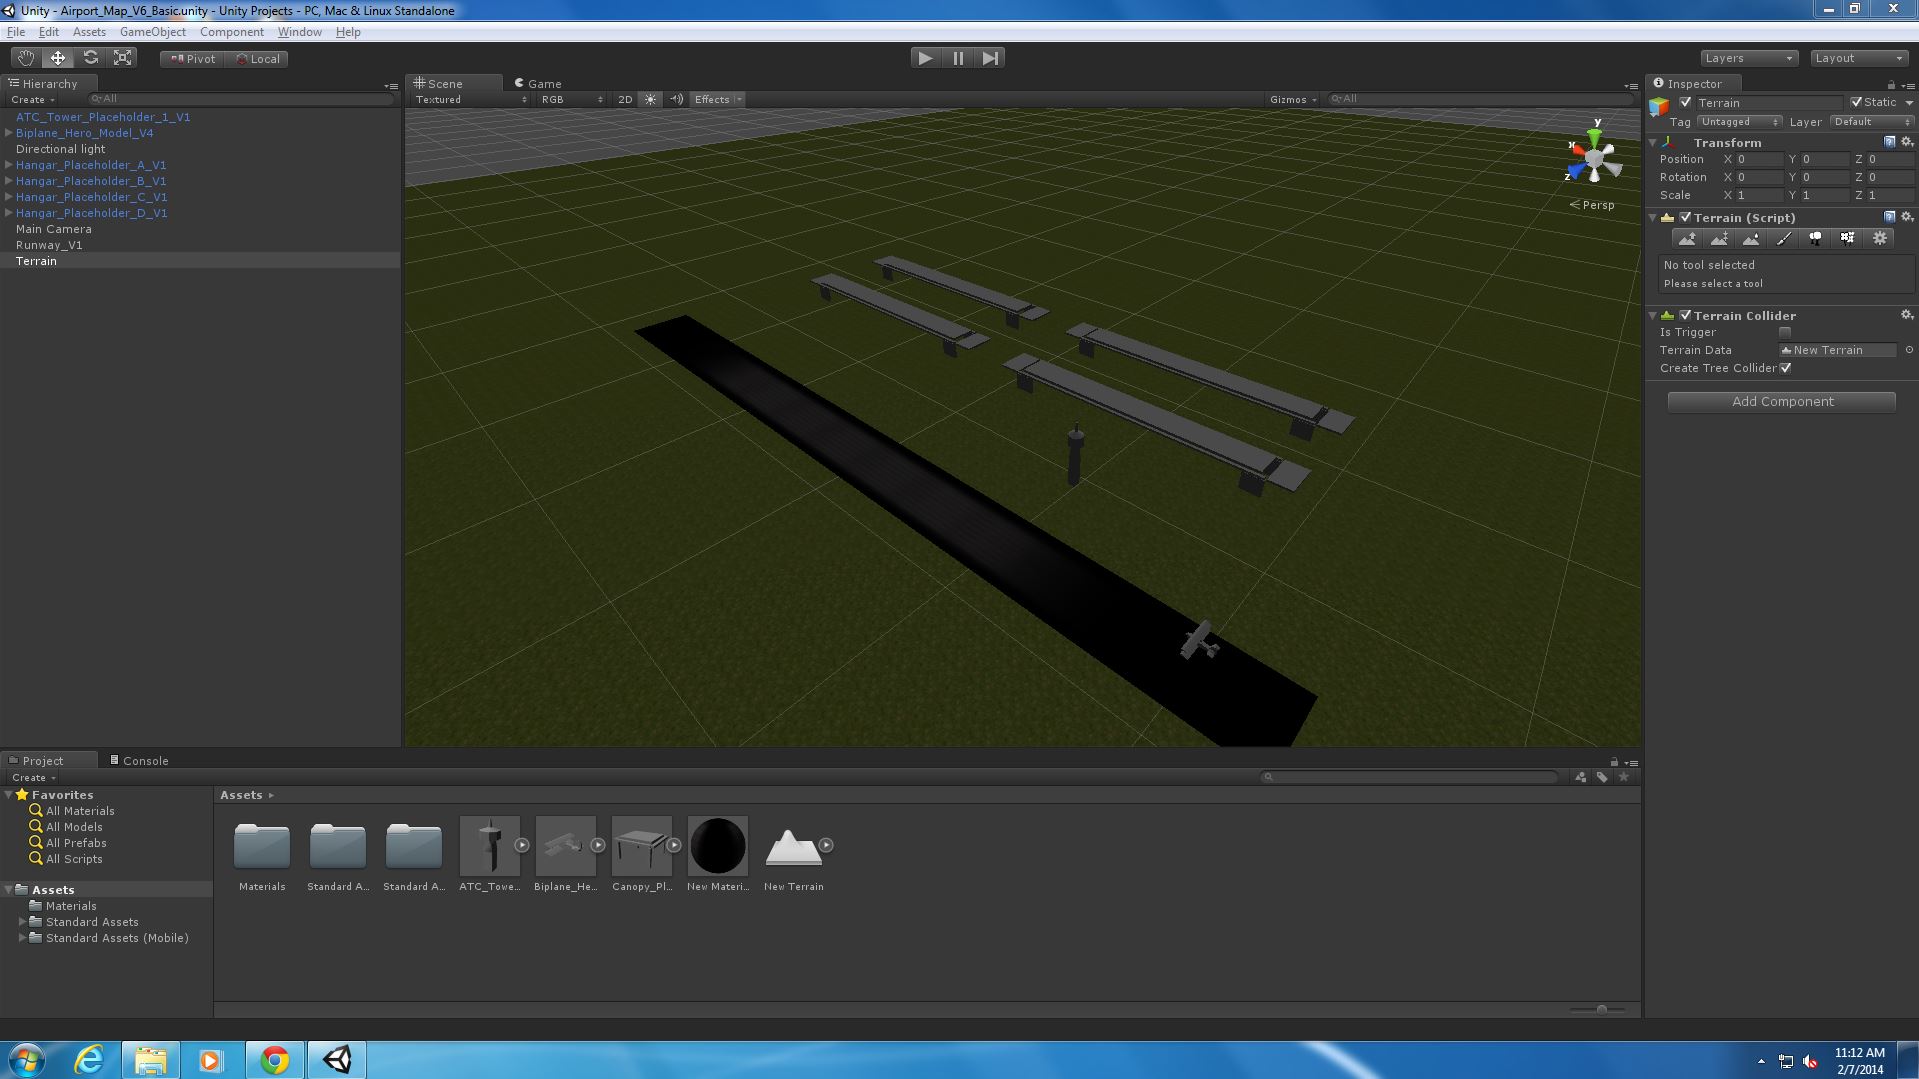 Unity - Airport_Map_V6_Basic.unity - Unity Projects - PC, Mac & Linux Standalone
File Edit Assets GameObject Component Window Help
Pivot Local Layers Layout
Hierarchy
Create All
ATC_Tower_Placeholder_1_V1
Biplane_Hero_Model_V4
Directional light
Hangar_Placeholder_A_V1
Hangar_Placeholder_B_V1
Hangar_Placeholder_C_V1
Hangar_Placeholder_D_V1
Main Camera
Runway_V1
Terrain
Scene Game
Textured RGB 2D Effects Gizmos All
y
x
z
Persp
Inspector
Terrain Static
Tag Untagged Layer Default
Transform
Position X 0 Y 0 Z 0
Rotation X 0 Y 0 Z 0
Scale X 1 Y 1 Z 1
Terrain (Script)
No tool selected
Please select a tool
Terrain Collider
Is Trigger
Terrain Data New Terrain
Create Tree Collider
Add Component
Project Console
Create
Favorites
All Materials
All Models
All Prefabs
All Scripts
Assets
Materials
Standard Assets
Standard Assets (Mobile)
Assets
Materials Standard A... Standard A... ATC_Towe... Biplane_He... Canopy_Pl... New Materi... New Terrain
11:12 AM
2/7/2014